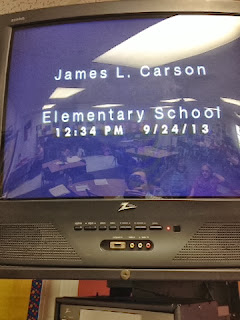 James L. Carson
Elementary School
12:34 PM 9/24/13